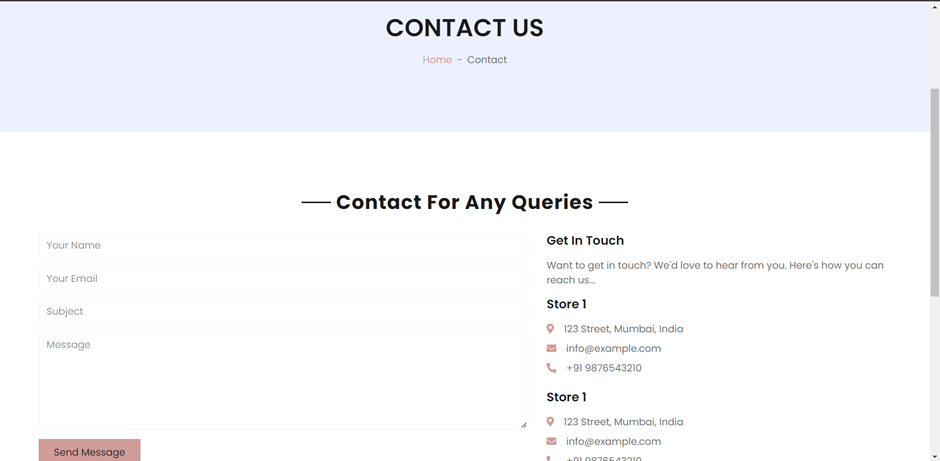 CONTACT US
Home - Contact
Contact For Any Queries
Your Name
Your Email
Subject
Message
Send Message
Get In Touch
Want to get in touch? We'd love to hear from you. Here's how you can
reach us...
Store 1
123 Street, Mumbai, India
info@example.com
+91 9876543210
Store 1
123 Street, Mumbai, India
info@example.com
+91 9876543210